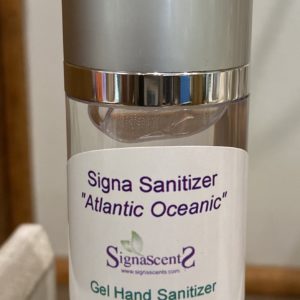 Signa Sanitizer
"Atlantic Oceanic"
SignaScentS
www.signascents.com
Gel Hand Sanitizer